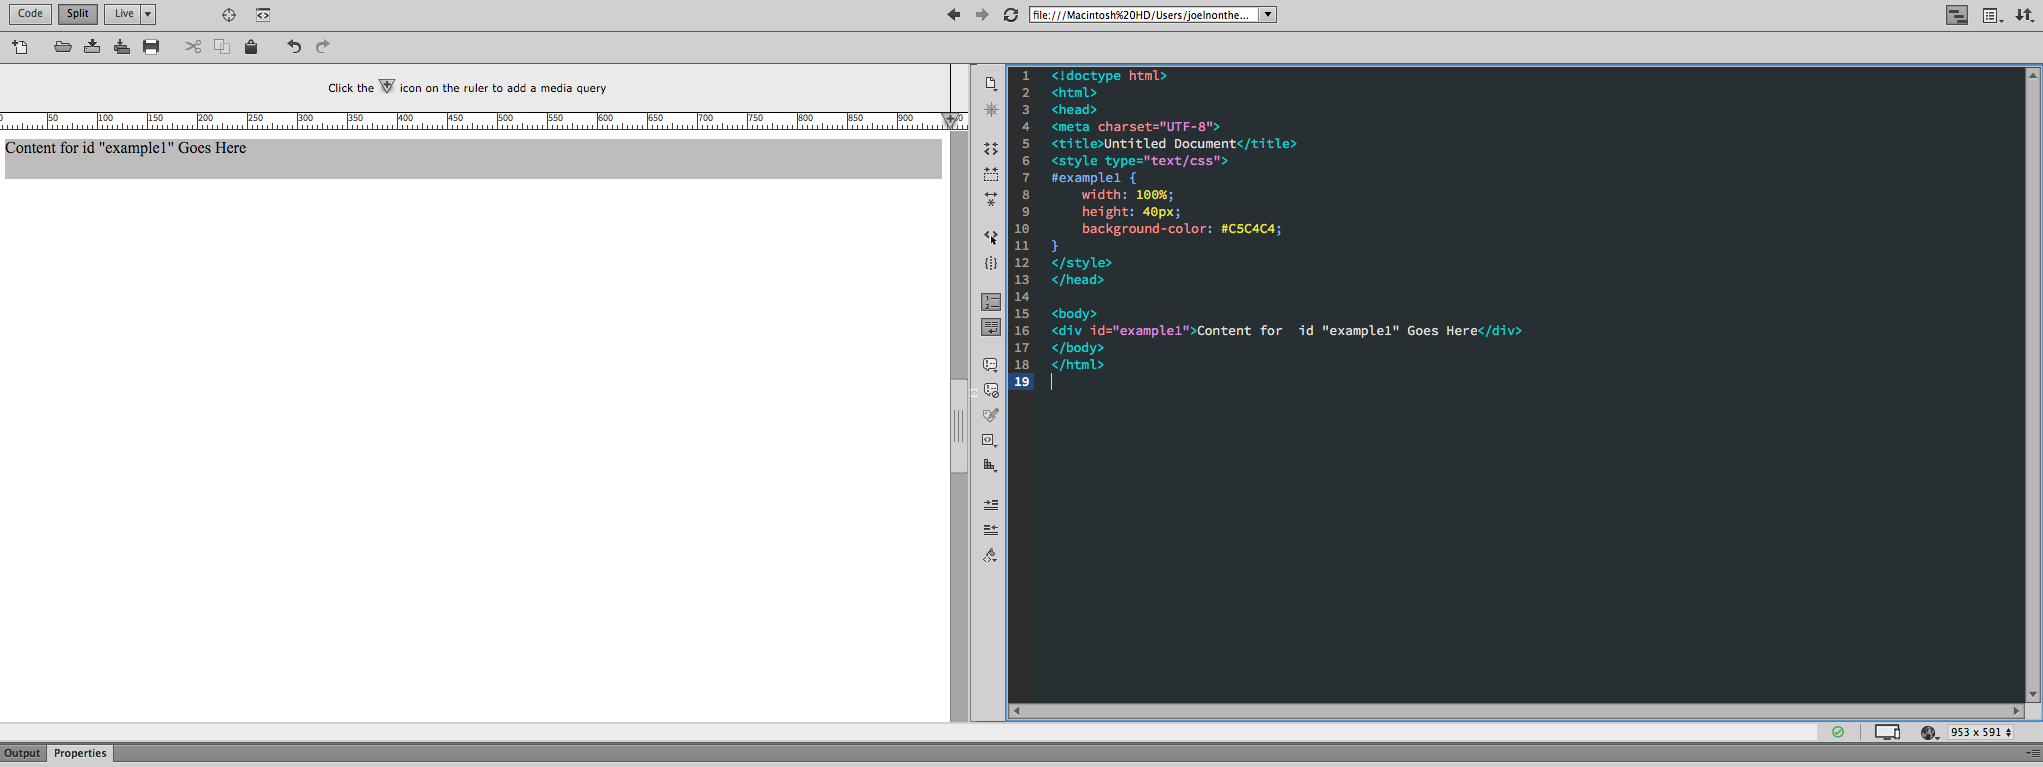 Code Split Live file:///Macintosh%20HD/Users/joelnonthe...
Click the icon on the ruler to add a media query
50 100 150 200 250 300 350 400 450 500 550 600 650 700 750 800 850 900
Content for id "example1" Goes Here
1 <!doctype html>
2 <html>
3 <head>
4 <meta charset="UTF-8">
5 <title>Untitled Document</title>
6 <style type="text/css">
7 #example1 {
8 width: 100%;
9 height: 40px;
10 background-color: #C5C4C4;
11 }
12 </style>
13 </head>
14
15 <body>
16 <div id="example1">Content for  id "example1" Goes Here</div>
17 </body>
18 </html>
19
953 x 591
Output Properties